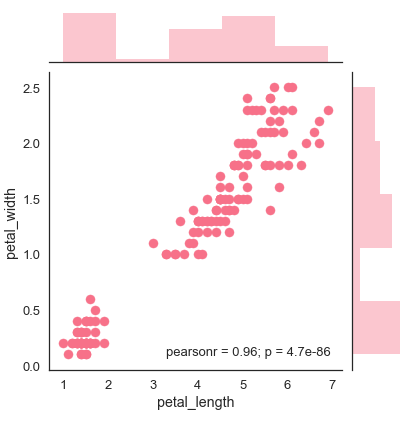 2.5
2.0
1.5
1.0
0.5
0.0
petal_width
pearsonr = 0.96; p = 4.7e-86
1 2 3 4 5 6 7
petal_length